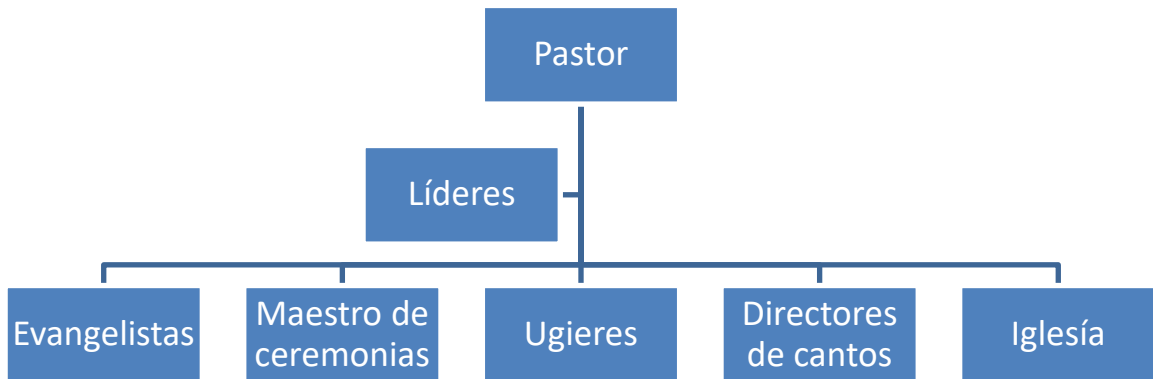 Pastor
Líderes
Evangelistas
Maestro de
ceremonias
Ugieres
Directores
de cantos
Iglesía